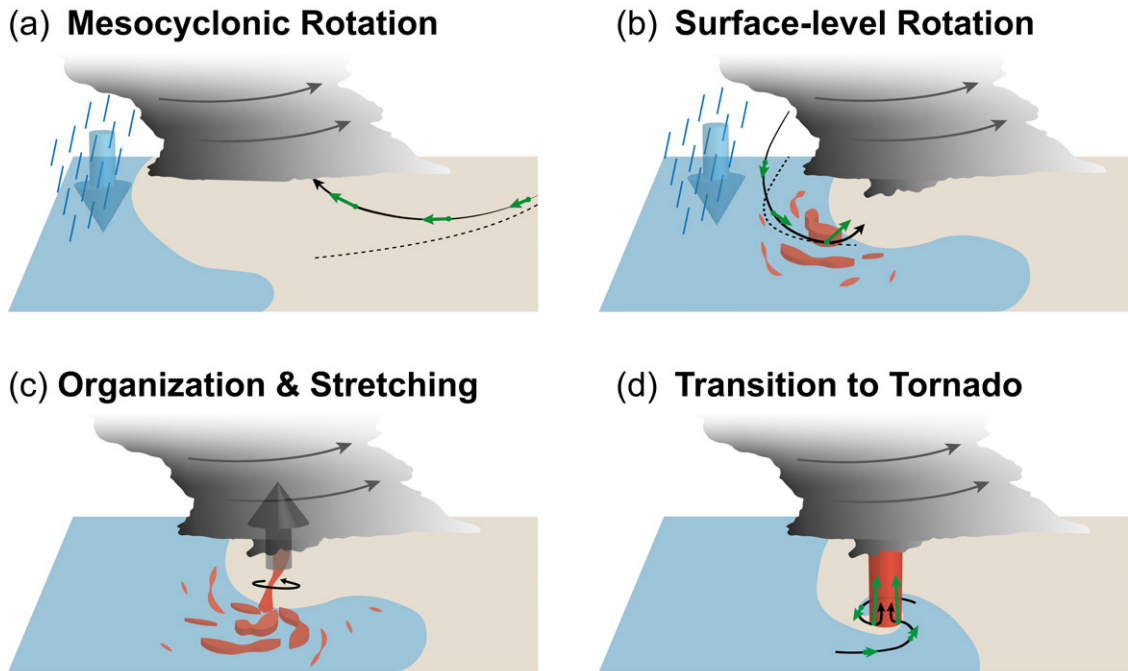 (a) Mesocyclonic Rotation
(b) Surface-level Rotation
(c) Organization & Stretching
(d) Transition to Tornado